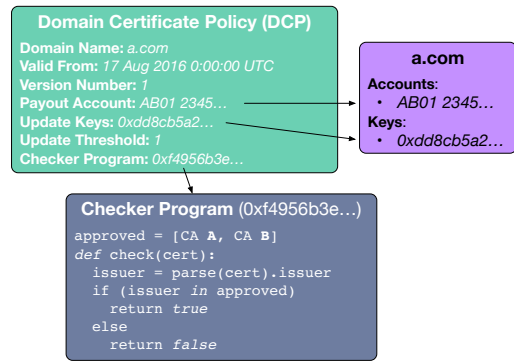 Domain Certificate Policy (DCP)
Domain Name: a.com
Valid From: 17 Aug 2016 0:00:00 UTC
Version Number: 1
Payout Account: AB01 2345...
Update Keys: 0xdd8cb5a2...
Update Threshold: 1
Checker Program: 0xf4956b3e...
a.com
Accounts:
• AB01 2345...
Keys:
• 0xdd8cb5a2...
Checker Program (0xf4956b3e...)
approved = [CA A, CA B]
def check(cert):
  issuer = parse(cert).issuer
  if (issuer in approved)
    return true
  else
    return false